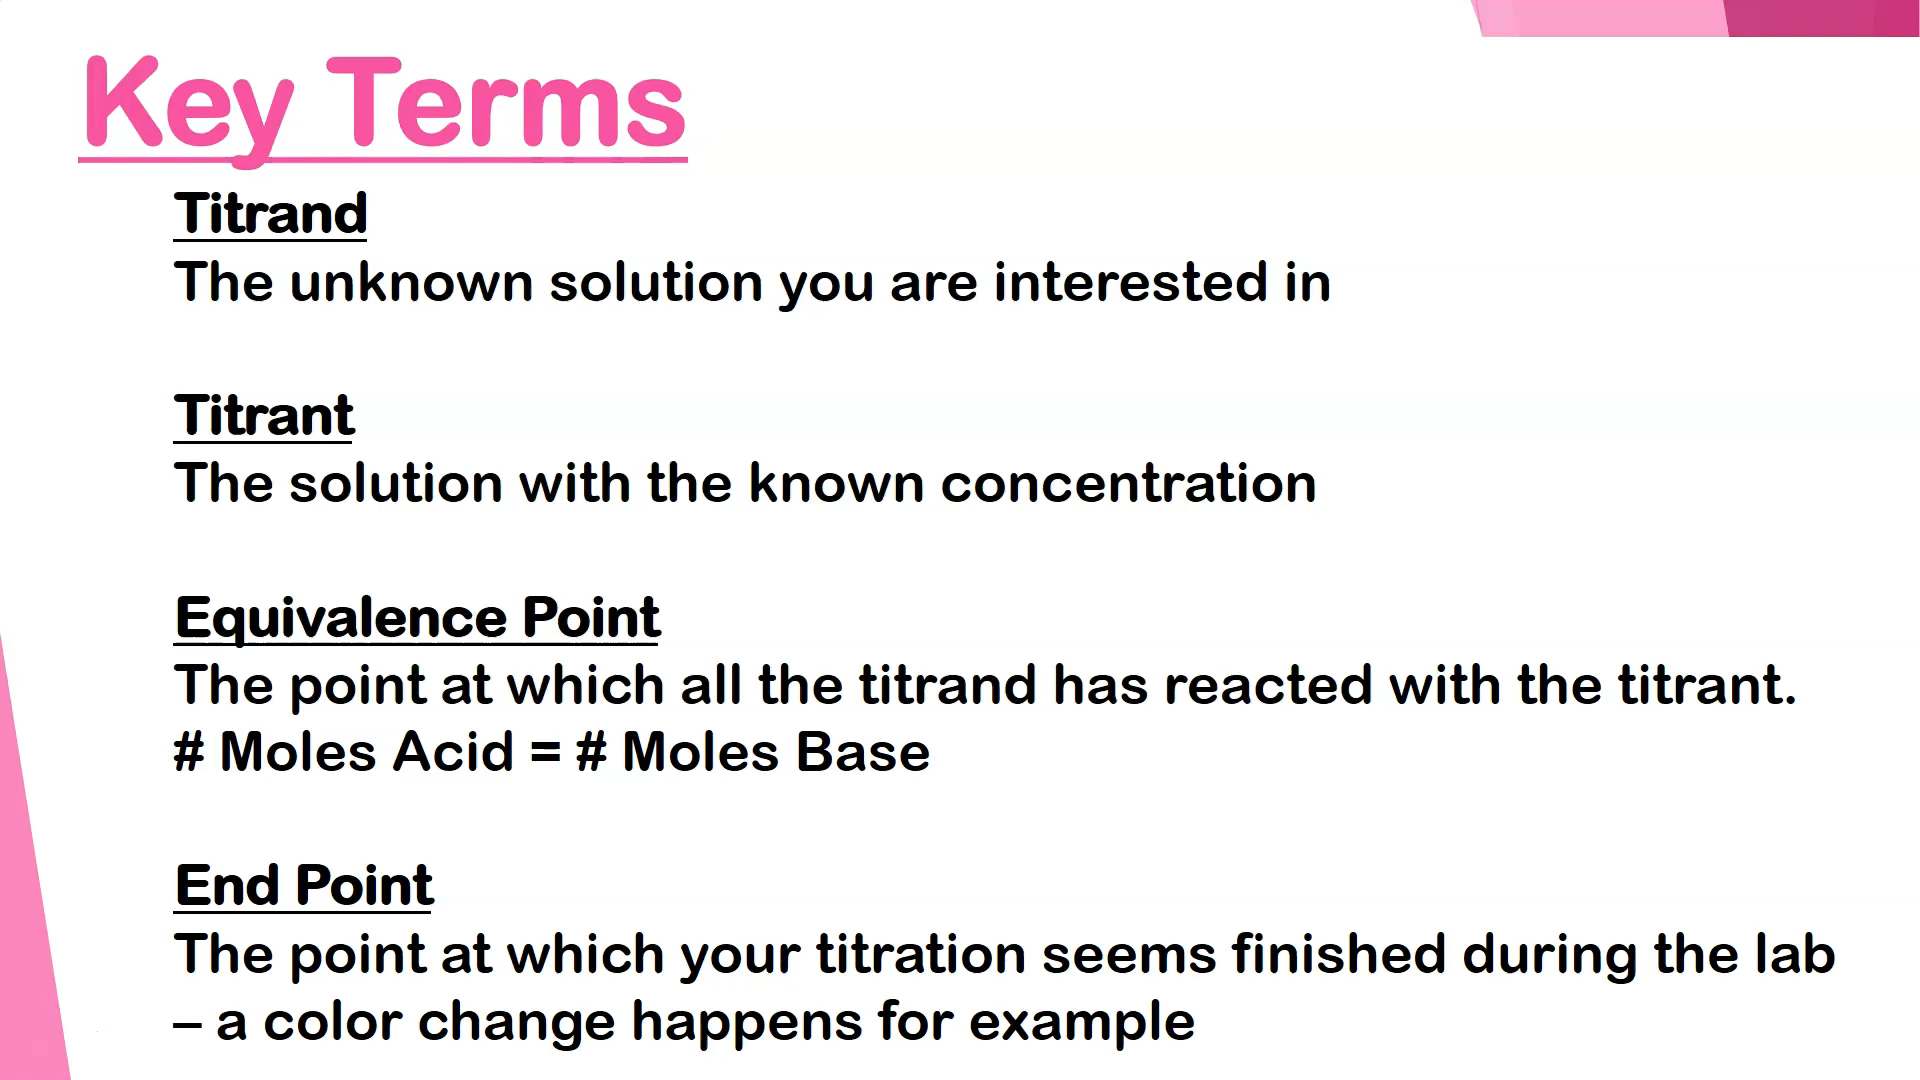 Key Terms
Titrand
The unknown solution you are interested in
Titrant
The solution with the known concentration
Equivalence Point
The point at which all the titrand has reacted with the titrant.
# Moles Acid = # Moles Base
End Point
The point at which your titration seems finished during the lab
– a color change happens for example